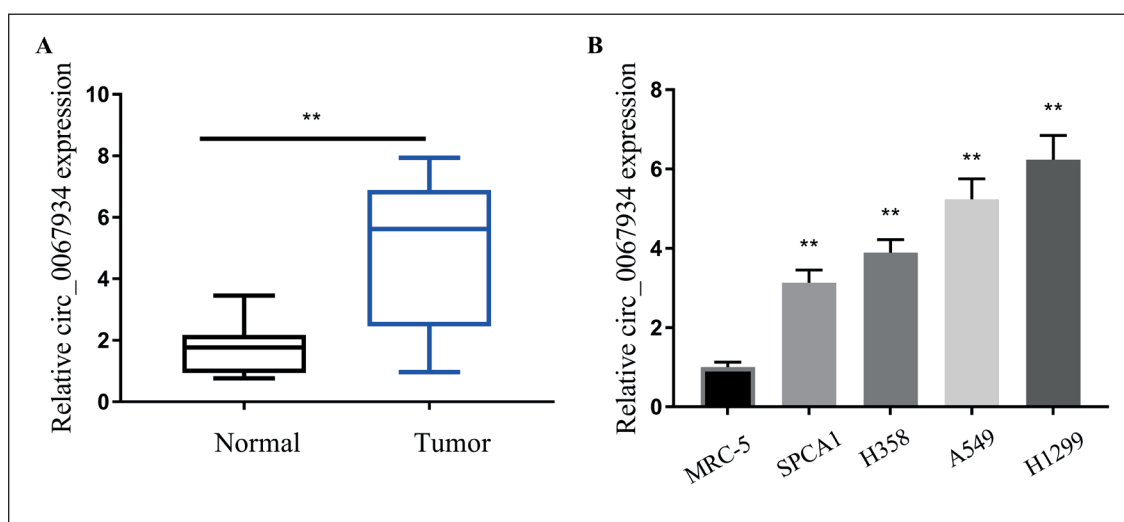 A
Relative circ_0067934 expression
10
8
6
4
2
0
**
Normal
Tumor
B
Relative circ_0067934 expression
8
6
4
2
0
**
**
**
**
MRC-5
SPCA1
H358
A549
H1299